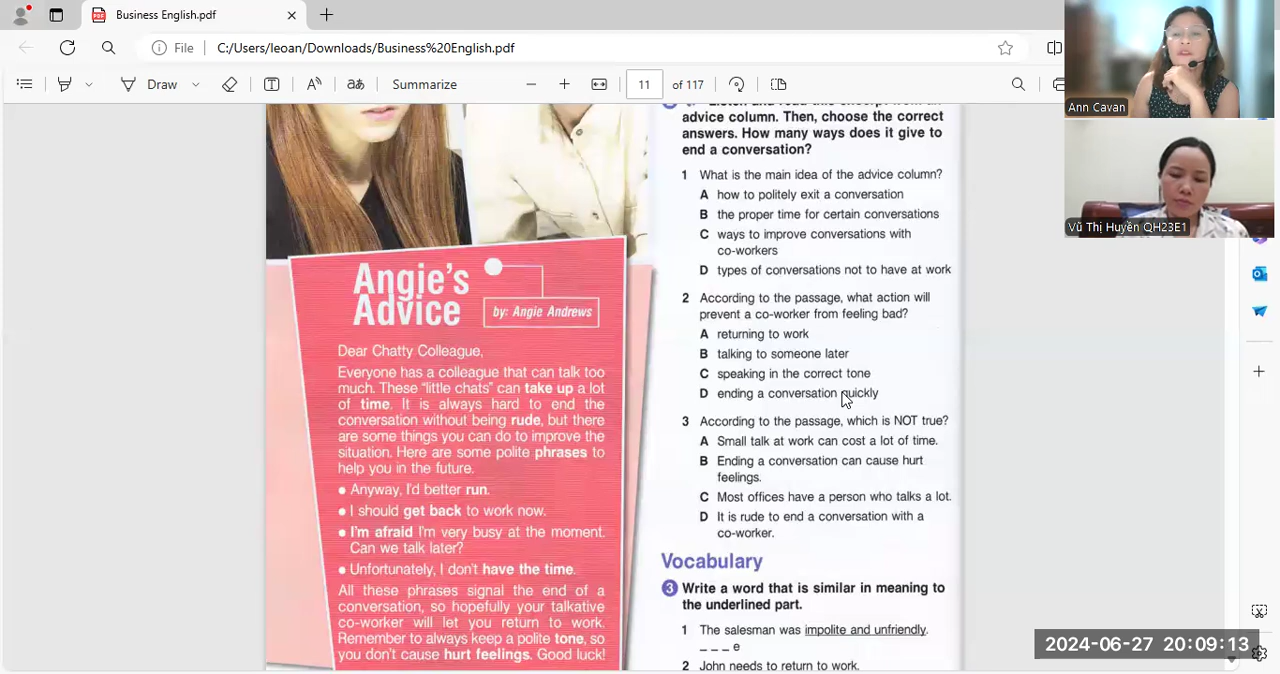 Business English.pdf
File
C:/Users/leoan/Downloads/Business%20English.pdf
Draw
Summarize
11
of 117
Ann Cavan
Vũ Thị Huyền QH23E1
Angie's
Advice
by: Angie Andrews
Dear Chatty Colleague,
Everyone has a colleague that can talk too
much. These "little chats" can take up a lot
of time. It is always hard to end the
conversation without being rude, but there
are some things you can do to improve the
situation. Here are some polite phrases to
help you in the future.
● Anyway, I'd better run.
● I should get back to work now.
● I'm afraid I'm very busy at the moment.
Can we talk later?
● Unfortunately, I don't have the time.
All these phrases signal the end of a
conversation, so hopefully your talkative
co-worker will let you return to work.
Remember to always keep a polite tone, so
you don't cause hurt feelings. Good luck!
Listen and read this excerpt from an
advice column. Then, choose the correct
answers. How many ways does it give to
end a conversation?
1 What is the main idea of the advice column?
A how to politely exit a conversation
B the proper time for certain conversations
C ways to improve conversations with
co-workers
D types of conversations not to have at work
2 According to the passage, what action will
prevent a co-worker from feeling bad?
A returning to work
B talking to someone later
C speaking in the correct tone
D ending a conversation quickly
3 According to the passage, which is NOT true?
A Small talk at work can cost a lot of time.
B Ending a conversation can cause hurt
feelings.
C Most offices have a person who talks a lot.
D It is rude to end a conversation with a
co-worker.
Vocabulary
3 Write a word that is similar in meaning to
the underlined part.
1 The salesman was impolite and unfriendly.
_ _ _ e
2 John needs to return to work.
2024-06-27 20:09:13